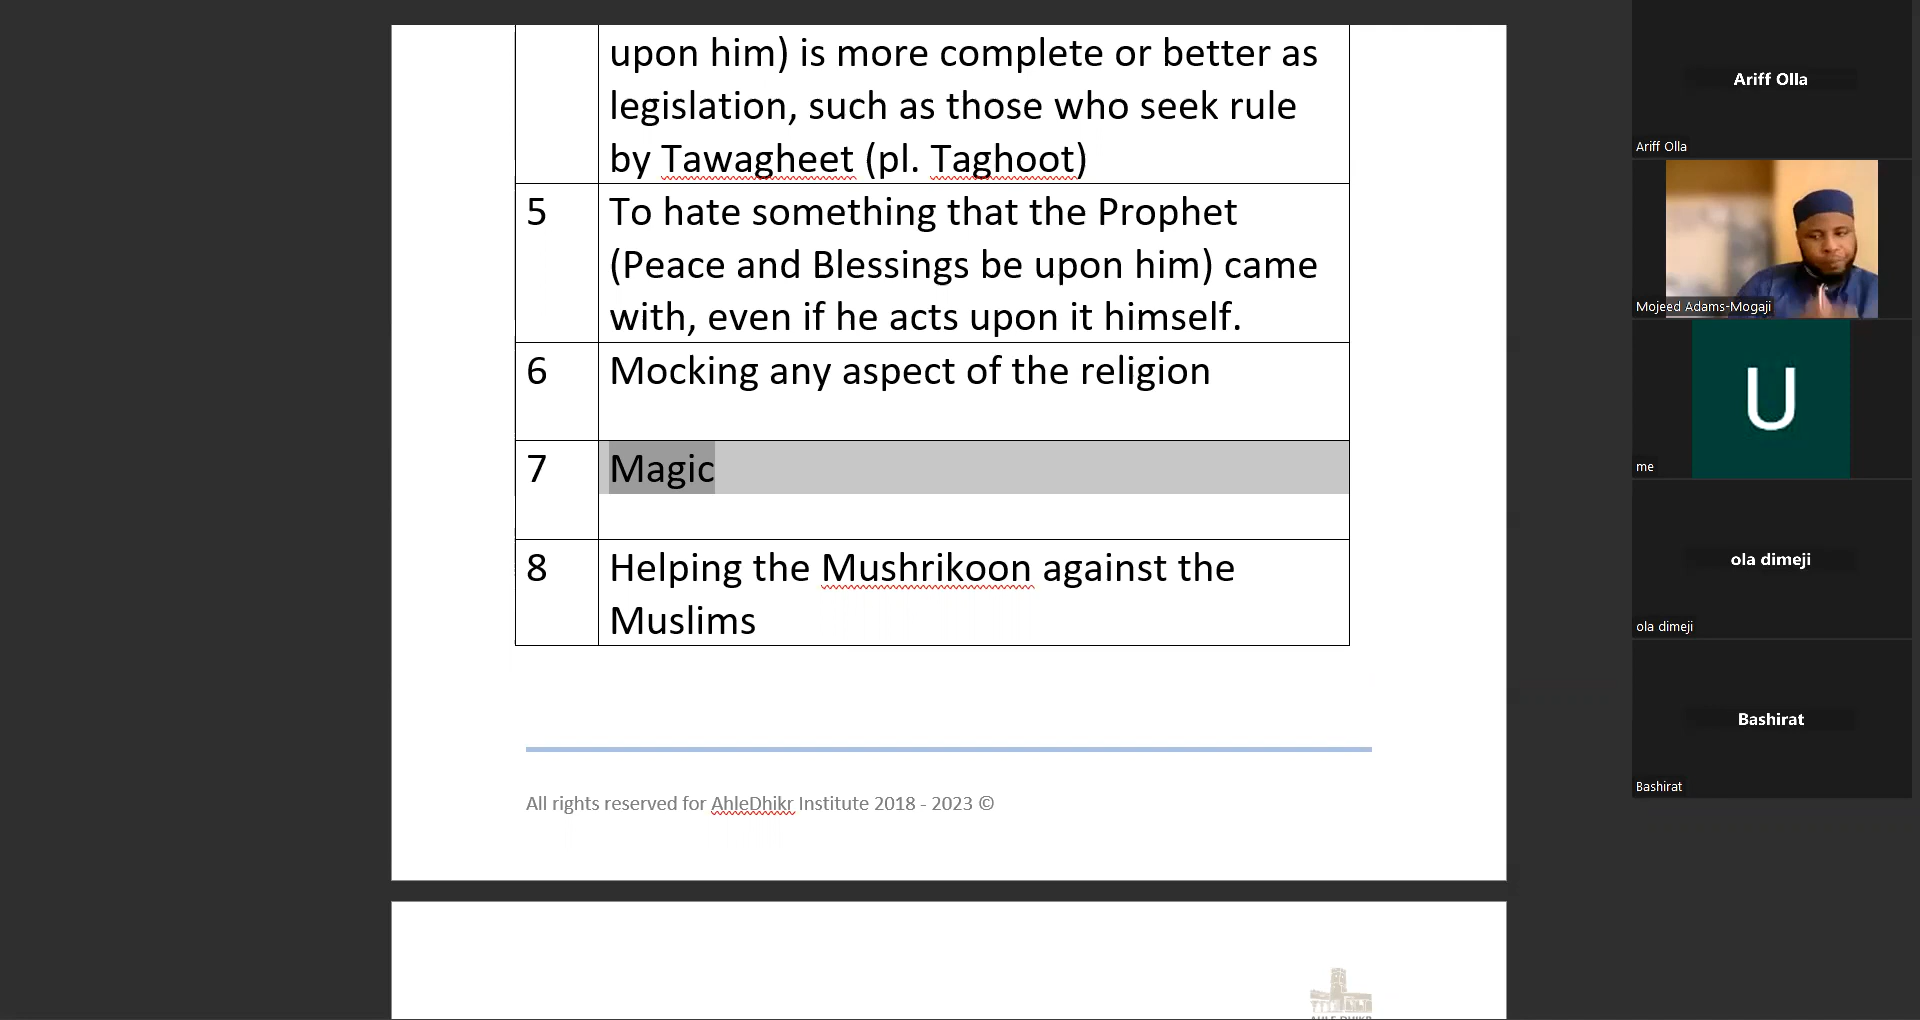 upon him) is more complete or better as
legislation, such as those who seek rule
by Tawagheet (pl. Taghoot)
5 To hate something that the Prophet
(Peace and Blessings be upon him) came
with, even if he acts upon it himself.
6 Mocking any aspect of the religion
7 Magic
8 Helping the Mushrikoon against the
Muslims
All rights reserved for AhleDhikr Institute 2018 - 2023 ©
Ariff Olla
Ariff Olla
Mojeed Adams-Mogaji
U
me
ola dimeji
ola dimeji
Bashirat
Bashirat